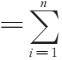 = \sum_{i=1}^{n}